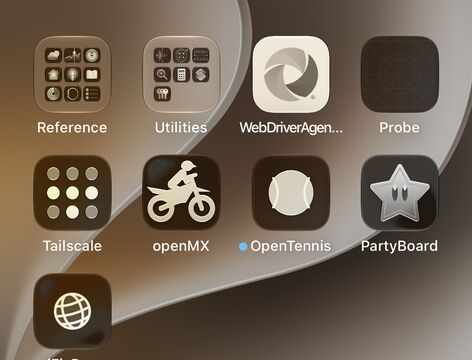 Reference
Utilities
WebDriverAgen...
Probe
Tailscale
openMX
OpenTennis
PartyBoard